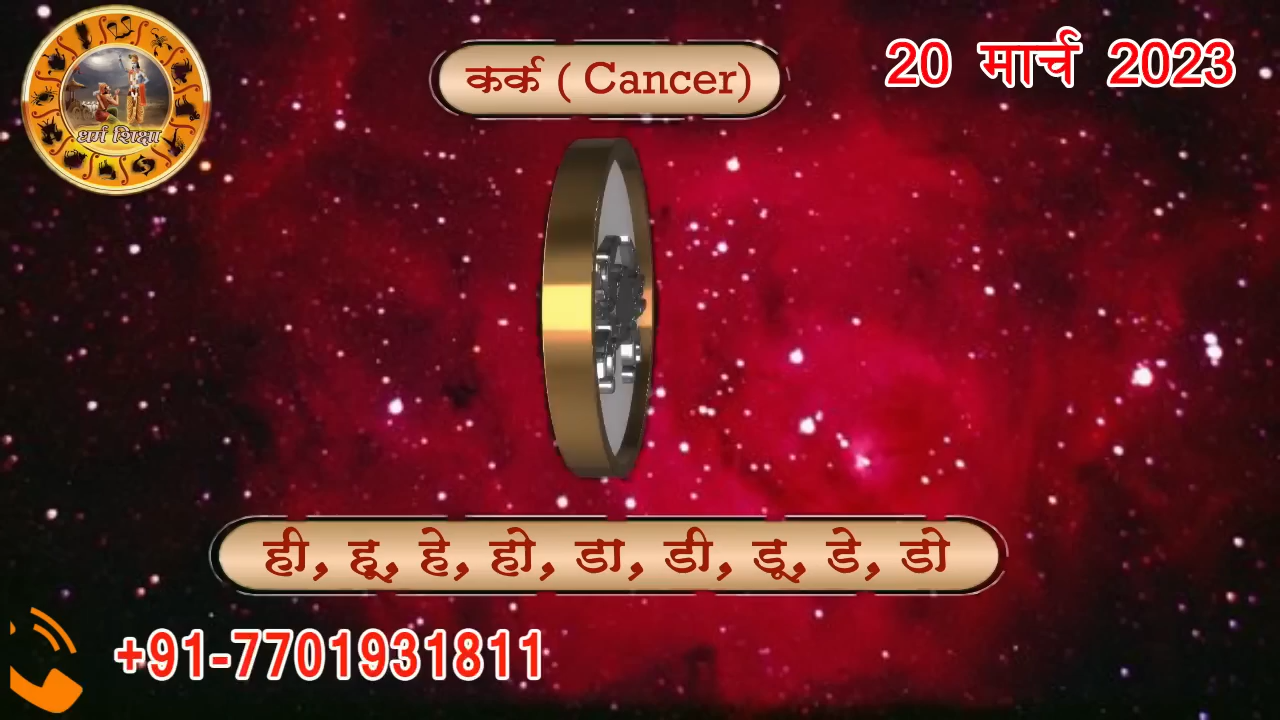 कर्क ( Cancer)
20 मार्च 2023
धर्म शिक्षा
ही, हू, हे, हो, डा, डी, डू, डे, डो
+91-7701931811